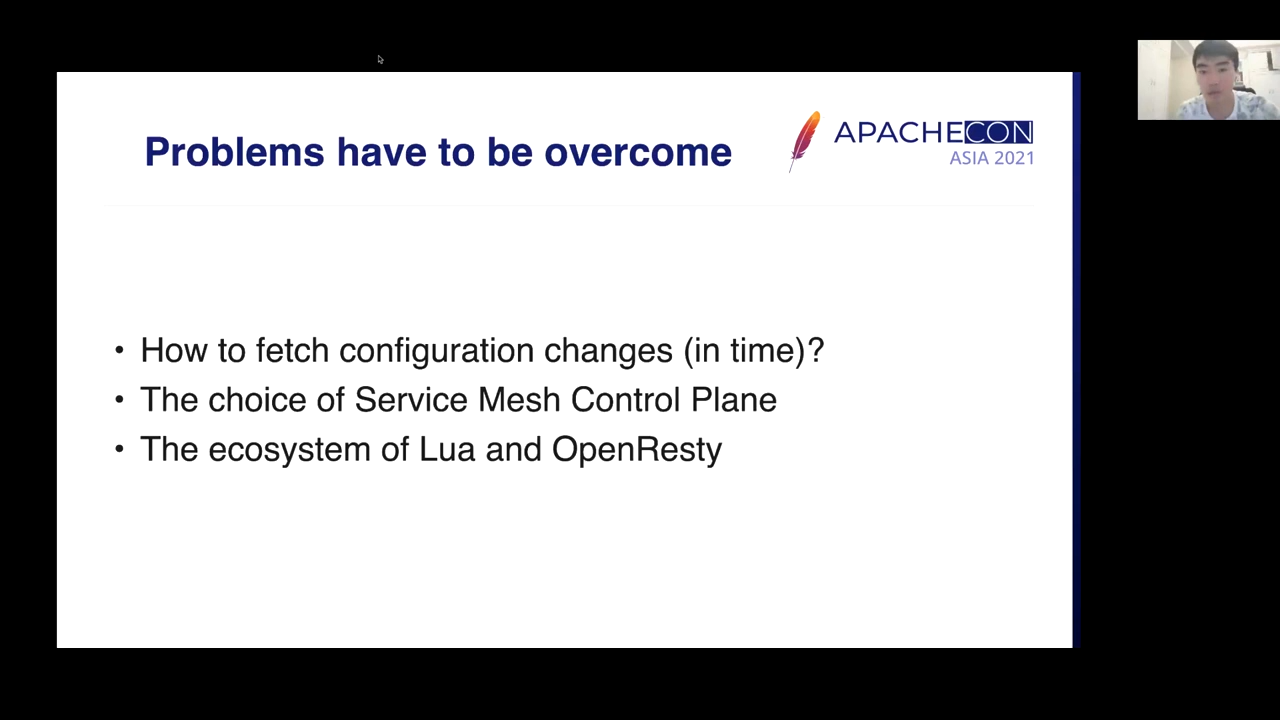 Problems have to be overcome
APACHECON
ASIA 2021
• How to fetch configuration changes (in time)?
• The choice of Service Mesh Control Plane
• The ecosystem of Lua and OpenResty